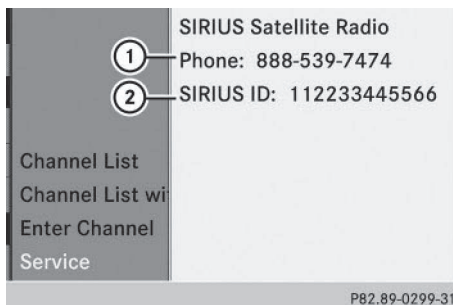 SIRIUS Satellite Radio
1 Phone: 888-539-7474
2 SIRIUS ID: 112233445566
Channel List
Channel List wi
Enter Channel
Service
P82.89-0299-31